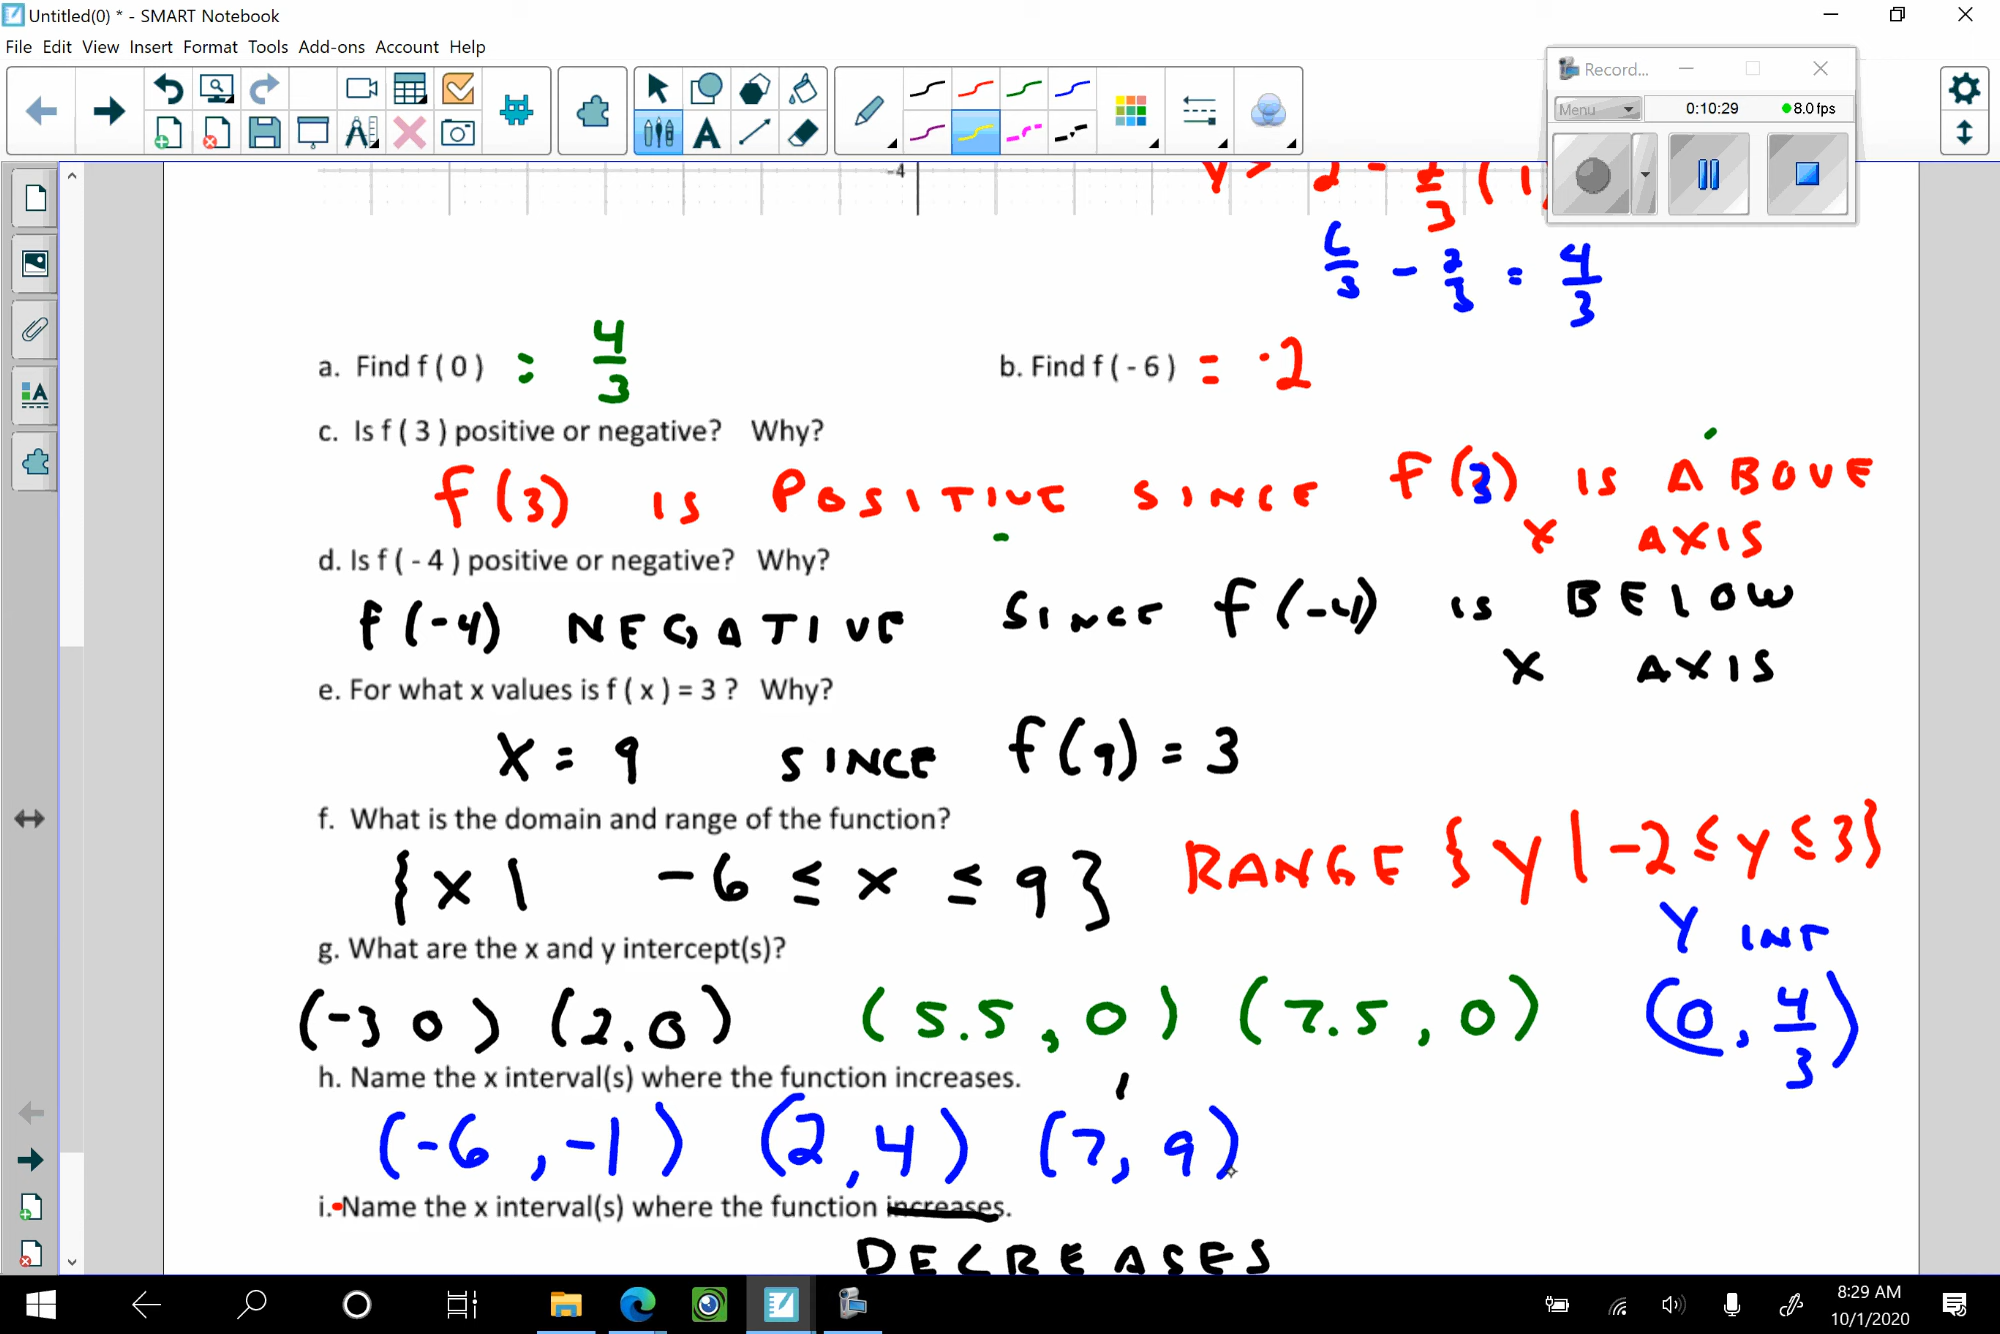 Untitled(0) * - SMART Notebook
File Edit View Insert Format Tools Add-ons Account Help
Record...
Menu 0:10:29 8.0 fps
-4
y = 2 - 2/3 (1
6/3 - 2/3 = 4/3
a. Find f ( 0 ) = 4/3
b. Find f ( - 6 ) = -2
c. Is f ( 3 ) positive or negative? Why?
f (3) IS POSITIVE SINCE f (3) IS ABOVE
X AXIS
d. Is f ( - 4 ) positive or negative? Why?
f (-4) NEGATIVE SINCE f (-4) is BELOW
X AXIS
e. For what x values is f ( x ) = 3 ? Why?
X = 9 SINCE f (9) = 3
f. What is the domain and range of the function?
{ x | -6 ≤ x ≤ 9 } RANGE { y | -2 ≤ y ≤ 3 }
g. What are the x and y intercept(s)?
Y INT
(-3 0) (2.0) (5.5, 0) (7.5, 0) (0, 4/3)
h. Name the x interval(s) where the function increases.
(-6, -1) (2, 4) (7, 9)
i. Name the x interval(s) where the function increases.
DECREASES
8:29 AM
10/1/2020